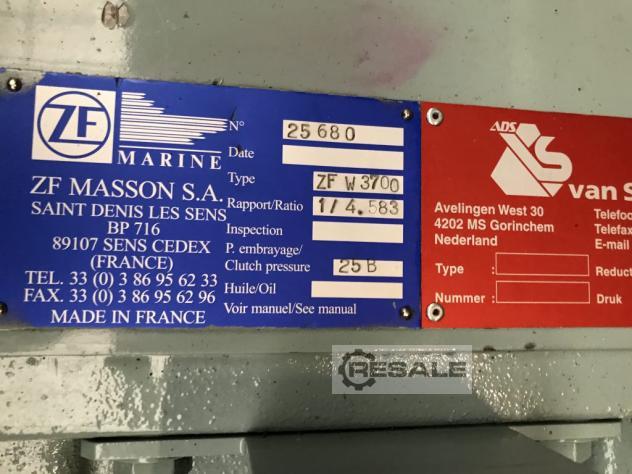 ZF
MARINE
ZF MASSON S.A.
SAINT DENIS LES SENS
BP 716
89107 SENS CEDEX
(FRANCE)
TEL. 33 (0) 3 86 95 62 33
FAX. 33 (0) 3 86 95 62 96
MADE IN FRANCE
N° 25680
Date
Type ZF W3700
Rapport/Ratio 1/4.583
Inspection
P. embrayage/
Clutch pressure 25B
Huile/Oil
Voir manuel/See manual
ADS
van S
Avelingen West 30
4202 MS Gorinchem
Nederland
Telefoo
Telefax
E-mail
Type : Reduct
Nummer : Druk
RESALE